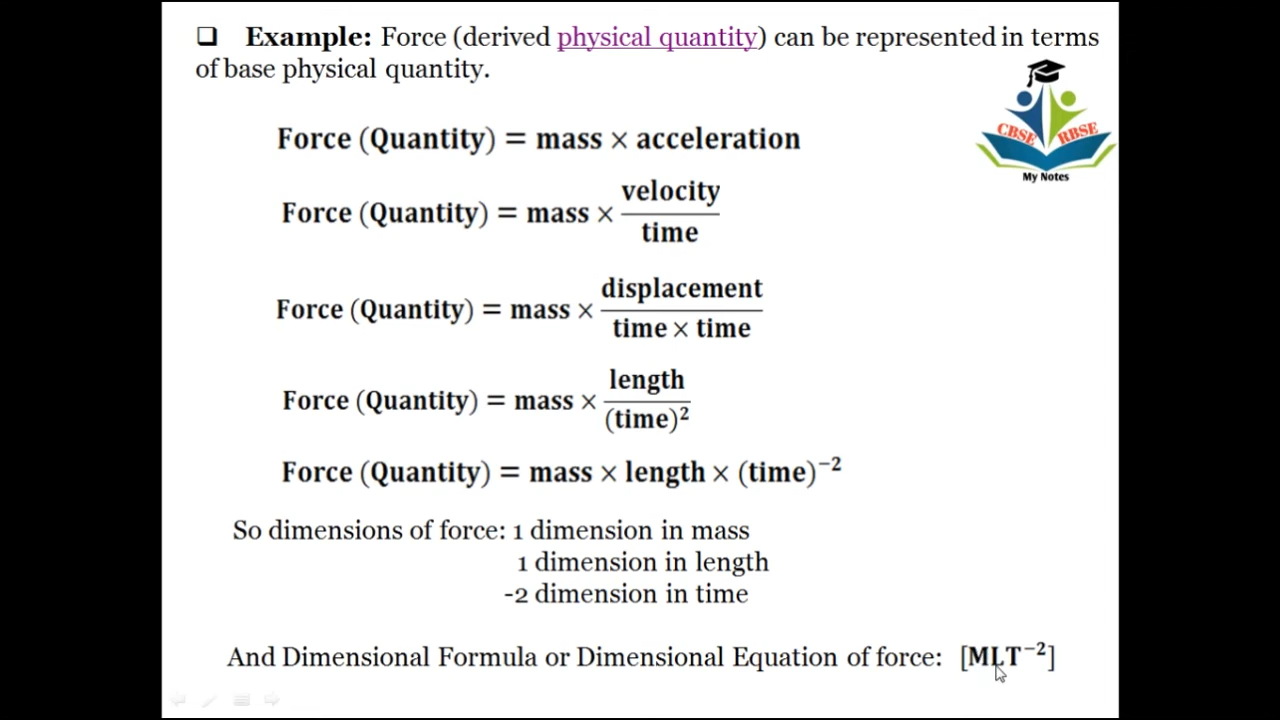 ❑ Example: Force (derived physical quantity) can be represented in terms
of base physical quantity.
CBSE RBSE
My Notes
Force (Quantity) = mass × acceleration
Force (Quantity) = mass × velocity/time
Force (Quantity) = mass × displacement/time × time
Force (Quantity) = mass × length/(time)²
Force (Quantity) = mass × length × (time)⁻²
So dimensions of force: 1 dimension in mass
1 dimension in length
-2 dimension in time
And Dimensional Formula or Dimensional Equation of force: [MLT⁻²]